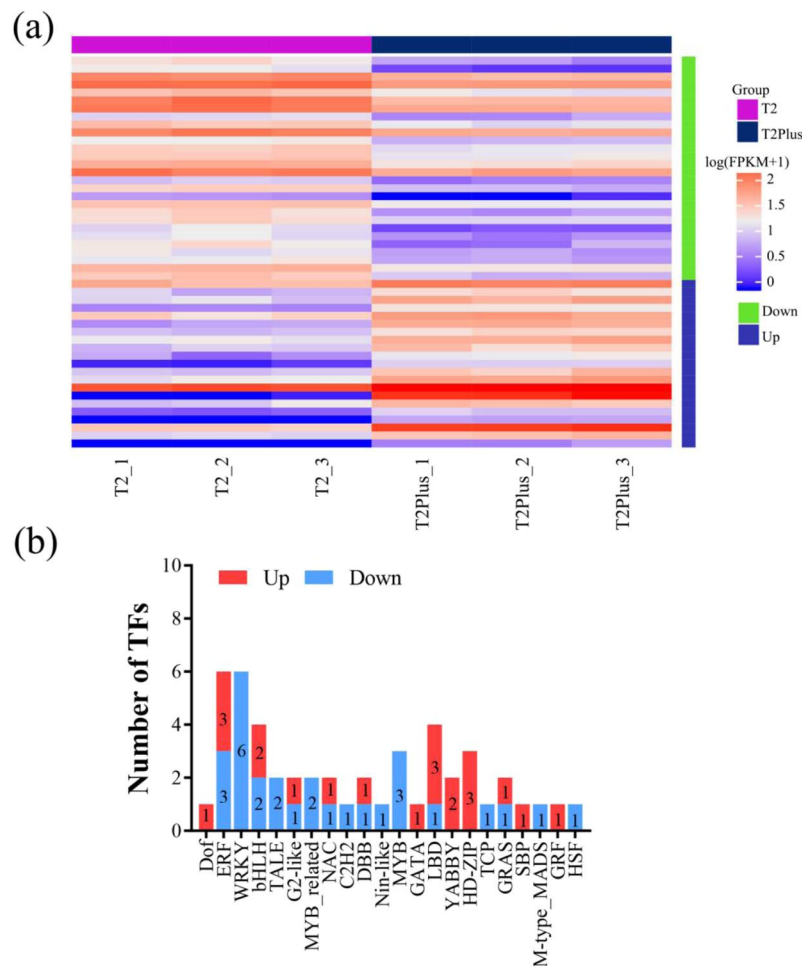 (a)
Group
T2
T2Plus
log(FPKM+1)
2
1.5
1
0.5
0
Down
Up
T2_1
T2_2
T2_3
T2Plus_1
T2Plus_2
T2Plus_3
(b)
Number of TFs
10
8
6
4
2
0
Up
Down
1
3
3
6
2
2
2
1
1
2
1
1
1
1
1
1
3
1
3
1
2
3
1
1
1
1
1
1
1
Dof
ERF
WRKY
bHLH
TALE
G2-like
MYB_related
NAC
C2H2
DBB
Nin-like
MYB
GATA
LBD
YABBY
HD-ZIP
TCP
GRAS
SBP
M-type_MADS
GRF
HSF